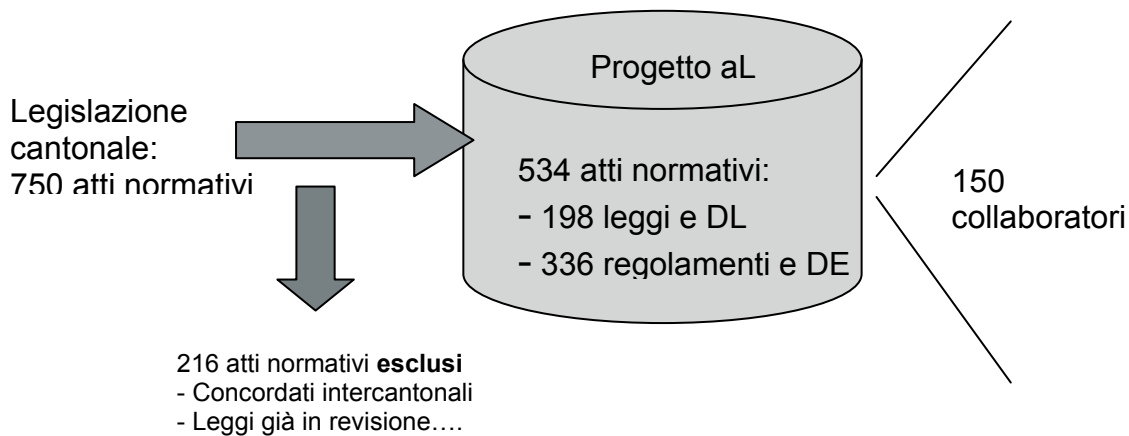 Legislazione
cantonale:
750 atti normativi
Progetto aL
534 atti normativi:
- 198 leggi e DL
- 336 regolamenti e DE
150
collaboratori
216 atti normativi esclusi
- Concordati intercantonali
- Leggi già in revisione….